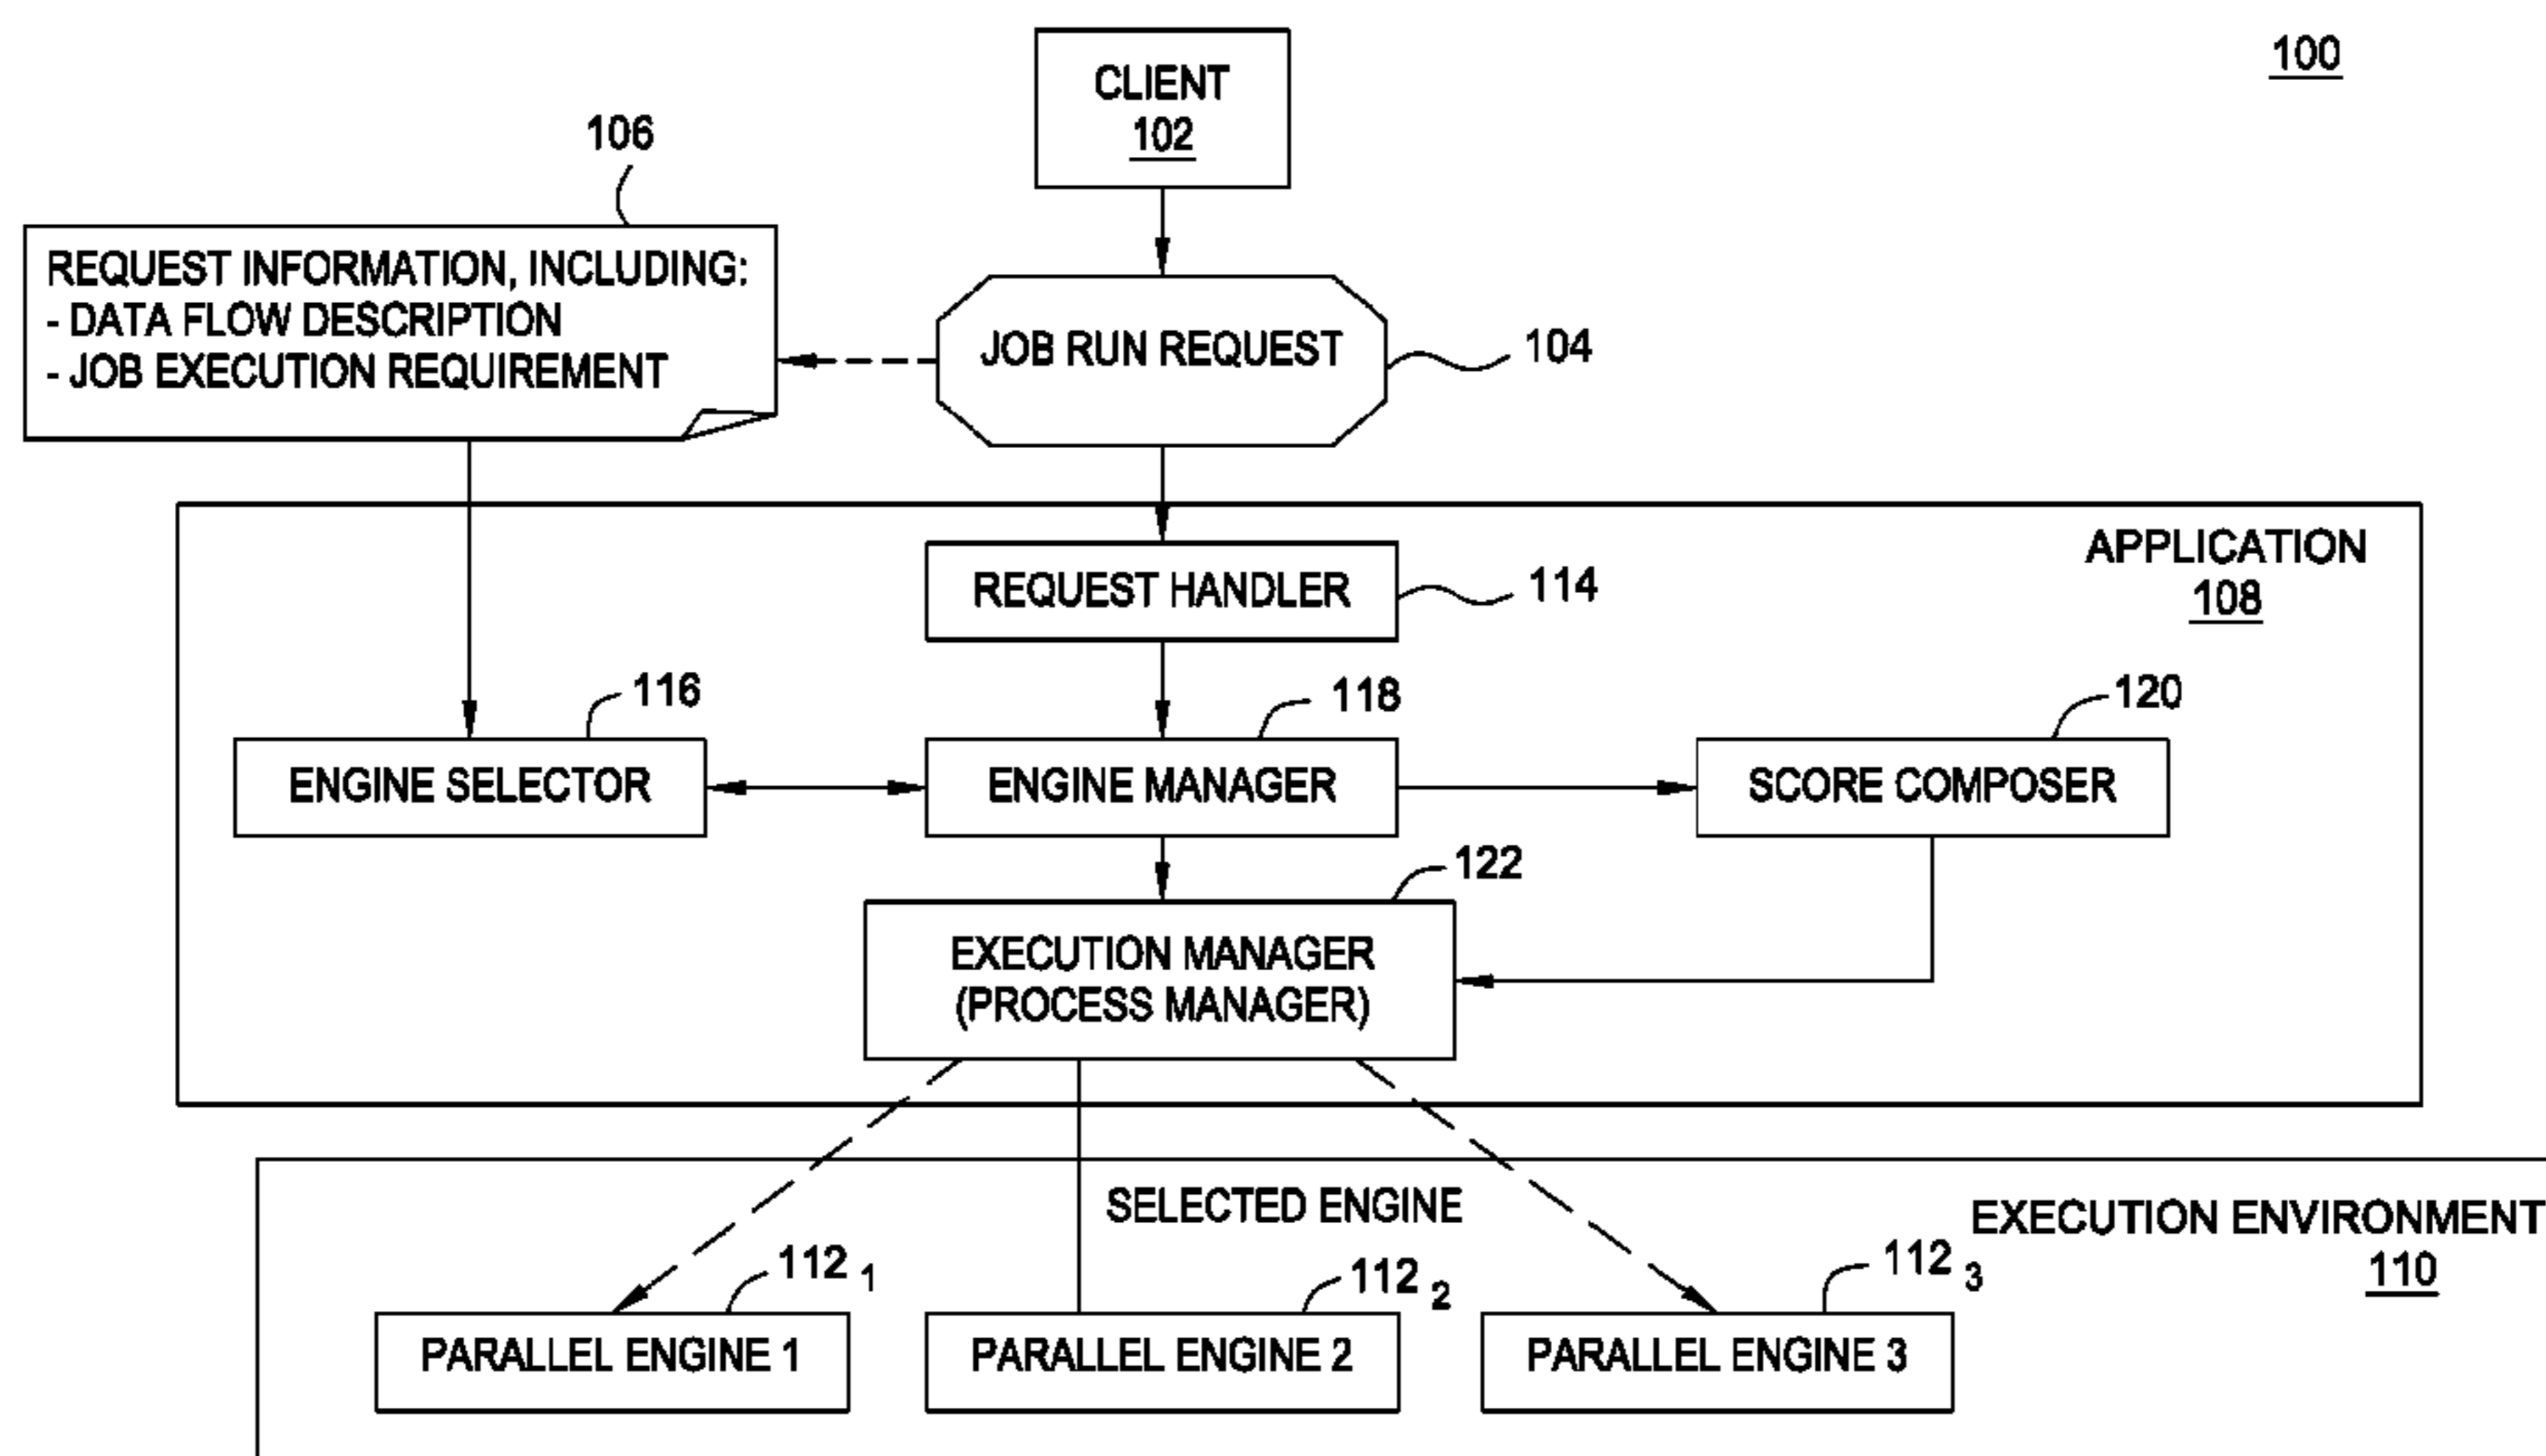 100
CLIENT
102
106
REQUEST INFORMATION, INCLUDING:
- DATA FLOW DESCRIPTION
- JOB EXECUTION REQUIREMENT
JOB RUN REQUEST
104
APPLICATION
108
REQUEST HANDLER
114
116
118
120
ENGINE SELECTOR
ENGINE MANAGER
SCORE COMPOSER
122
EXECUTION MANAGER
(PROCESS MANAGER)
SELECTED ENGINE
EXECUTION ENVIRONMENT
110
112 1
112 2
112 3
PARALLEL ENGINE 1
PARALLEL ENGINE 2
PARALLEL ENGINE 3